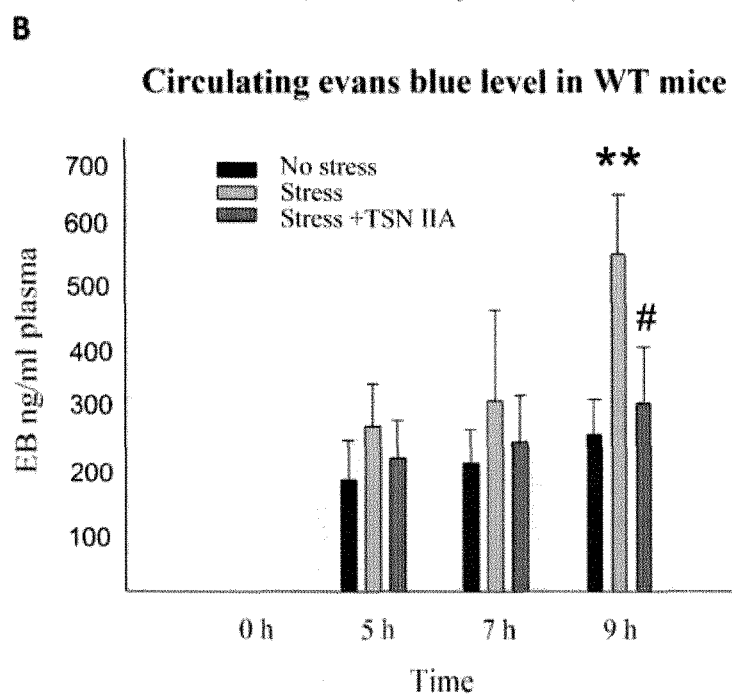 B
Circulating evans blue level in WT mice
700
600
500
400
300
200
100
EB ng/ml plasma
No stress
Stress
Stress +TSN IIA
**
#
0 h
5 h
7 h
9 h
Time